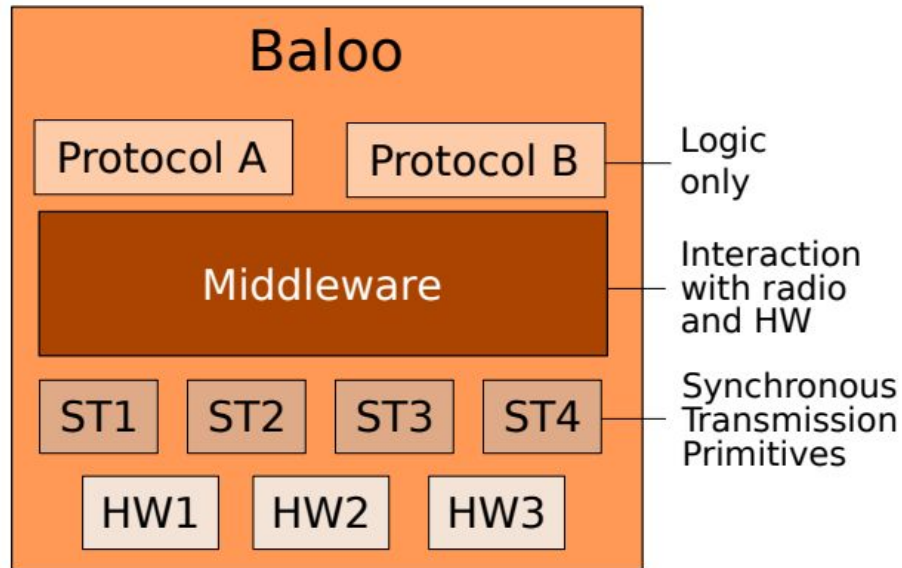 Baloo
Protocol A
Protocol B
Logic
only
Middleware
Interaction
with radio
and HW
ST1
ST2
ST3
ST4
Synchronous
Transmission
Primitives
HW1
HW2
HW3